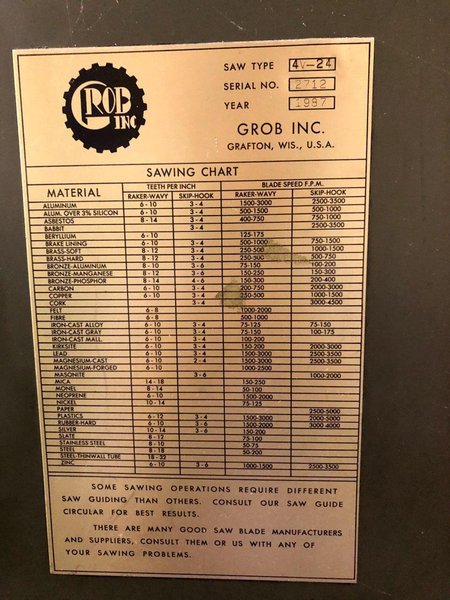 GROB INC
SAW TYPE 4V-24
SERIAL NO. 2712
YEAR 1987
GROB INC.
GRAFTON, WIS., U.S.A.
SAWING CHART
MATERIAL TEETH PER INCH BLADE SPEED F.P.M.
RAKER-WAVY SKIP-HOOK RAKER-WAVY SKIP-HOOK
ALUMINUM 6-10 3-4 1500-3000 2500-3500
ALUM. OVER 3% SILICON 6-10 3-4 500-1500 500-1000
ASBESTOS 8-14 3-4 400-750 750-1000
BABBIT 3-4 1000-2500
BERYLLIUM 6-10 125-175
BRAKE LINING 6-10 3-4 500-1000 750-1500
BRASS-SOFT 8-12 3-4 250-500 1000-1500
BRASS-HARD 8-12 3-4 250-500 500-750
BRONZE-ALUMINUM 8-10 3-6 75-150 100-200
BRONZE-MANGANESE 8-12 3-6 150-250 150-300
BRONZE-PHOSPHOR 8-14 4-6 150-300 200-400
CARBON 6-10 3-4 200-750 2000-3000
COPPER 6-10 3-6 250-500 1000-1500
CORK 3-4 3000-4500
FELT 6-8 1000-2000
FIBRE 6-8 500-1000
IRON-CAST ALLOY 6-10 3-4 75-125 75-150
IRON-CAST GRAY 6-10 3-4 75-150 100-175
IRON-CAST MALL. 6-10 3-4 100-200
KIRKSITE 6-10 3-4 150-200 2000-3000
LEAD 6-10 3-4 1500-3000 2500-3500
MAGNESIUM-CAST 6-10 2-4 1500-3000 2500-3500
MAGNESIUM-FORGED 6-10 1000-2500
MASONITE 3-6 1000-2000
MICA 14-18 150-250
MONEL 8-14 50-100
NEOPRENE 6-10 1500-2000
NICKEL 10-14 75-125
PAPER 2500-5000
PLASTICS 6-12 3-4 1500-3000 2000-5000
RUBBER-HARD 6-10 3-6 1500-2000 3000-4000
SILVER 10-14 3-6 150-200
SLATE 8-12 75-100
STAINLESS STEEL 8-10 50-75
STEEL 8-18 50-200
STEEL-THINWALL TUBE 18-32
ZINC 6-10 3-6 1000-1500 2500-3500
SOME SAWING OPERATIONS REQUIRE DIFFERENT
SAW GUIDING THAN OTHERS. CONSULT OUR SAW GUIDE
CIRCULAR FOR BEST RESULTS.
THERE ARE MANY GOOD SAW BLADE MANUFACTURERS
AND SUPPLIERS, CONSULT THEM OR US WITH ANY OF
YOUR SAWING PROBLEMS.